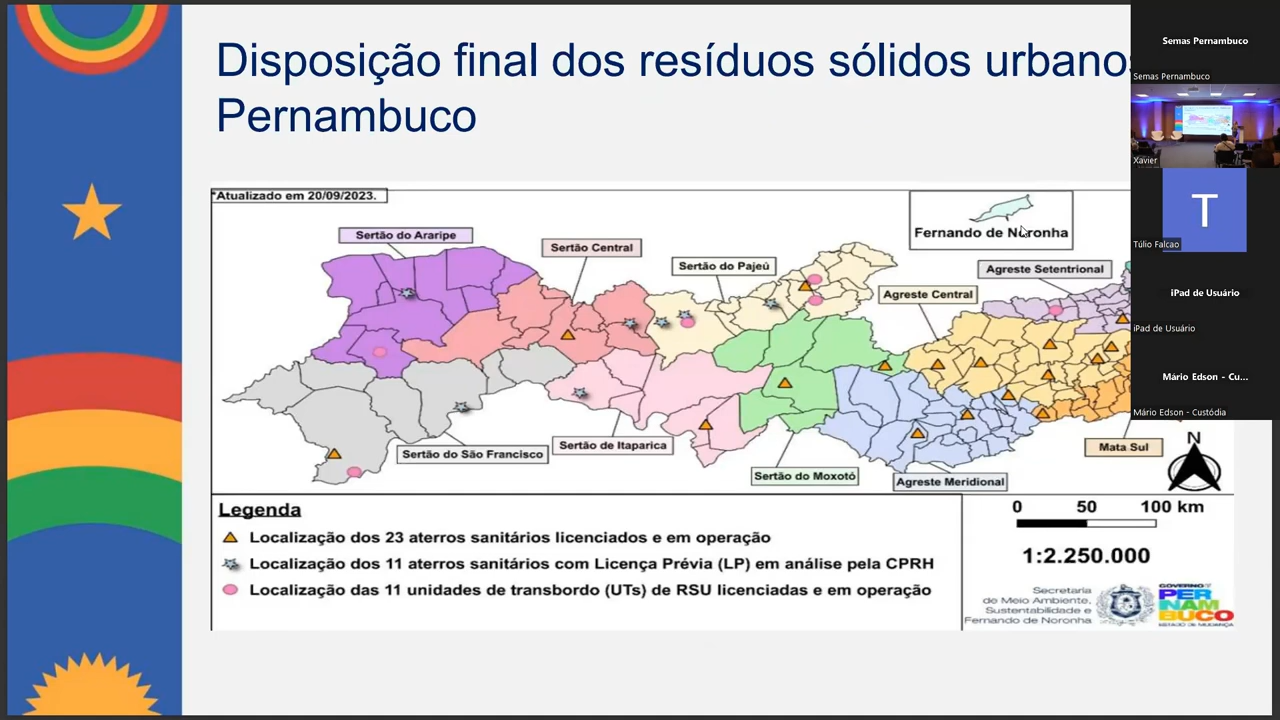 Disposição final dos resíduos sólidos urbanos
Pernambuco
*Atualizado em 20/09/2023.
Fernando de Noronha
Sertão do Araripe
Sertão Central
Sertão do Pajeú
Agreste Setentrional
Agreste Central
Sertão do São Francisco
Sertão de Itaparica
Sertão do Moxotó
Agreste Meridional
Mata Sul
N
Legenda
Localização dos 23 aterros sanitários licenciados e em operação
Localização dos 11 aterros sanitários com Licença Prévia (LP) em análise pela CPRH
Localização das 11 unidades de transbordo (UTs) de RSU licenciadas e em operação
0 50 100 km
1:2.250.000
Secretaria
de Meio Ambiente,
Sustentabilidade e
Fernando de Noronha
GOVERNO
PER
NAM
BUCO
ESTADO DE MUDANÇA
Semas Pernambuco
Semas Pernambuco
Xavier
T
Túlio Falcao
iPad de Usuário
iPad de Usuário
Mário Edson - Cu...
Mário Edson - Custódia